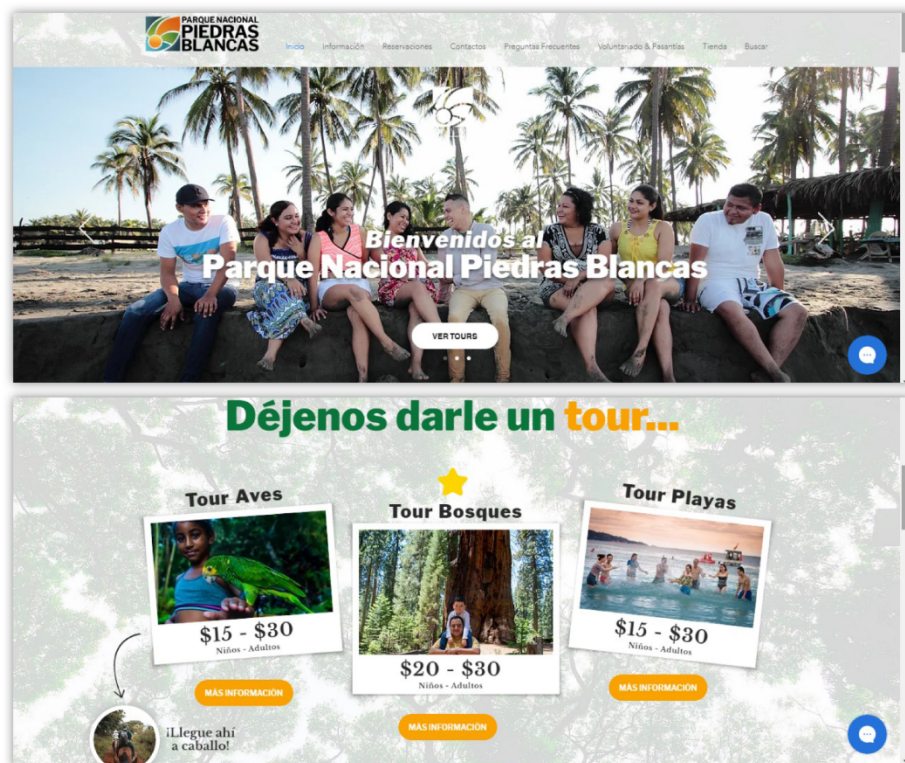 PARQUE NACIONAL
PIEDRAS
BLANCAS
Inicio Información Reservaciones Contactos Preguntas Frecuentes Voluntariado & Pasantías Tienda Buscar
Bienvenidos al
Parque Nacional Piedras Blancas
VER TOURS
Déjenos darle un tour...
Tour Aves
$15 - $30
Niños - Adultos
MÁS INFORMACIÓN
¡Llegue ahí
a caballo!
Tour Bosques
$20 - $30
Niños - Adultos
MÁS INFORMACIÓN
Tour Playas
$15 - $30
Niños - Adultos
MÁS INFORMACIÓN